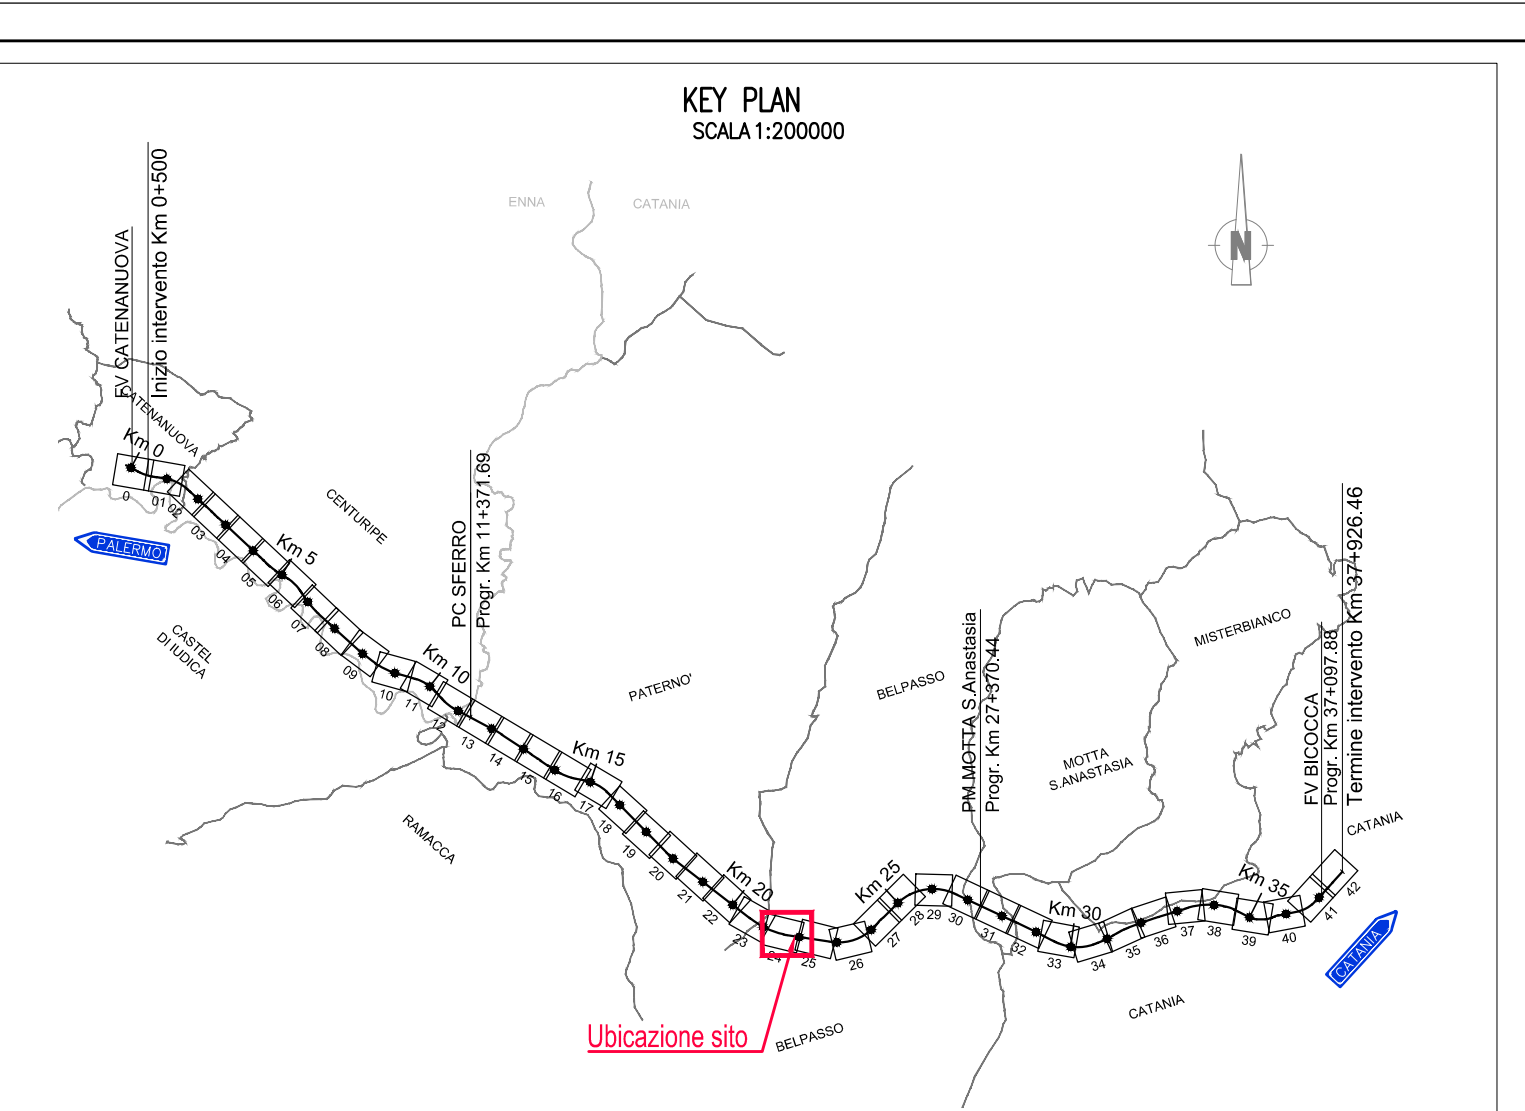 KEY PLAN
SCALA 1:200000
ENNA
CATANIA
N
FV CATENANUOVA
Inizio intervento Km 0+500
CATENANUOVA
Km 0
0
01
02
03
04
05
06
07
08
09
10
11
12
13
14
15
16
17
18
19
20
21
22
23
24
25
26
27
28
29
30
31
32
33
34
35
36
37
38
39
40
41
42
PALERMO
CENTURIPE
Km 5
CASTEL
DI IUDICA
PC SFERRO
Progr. Km 11+371.69
Km 10
Km 15
RAMACCA
PATERNO'
Km 20
BELPASSO
Km 25
PM MOTTA S.Anastasia
Progr. Km 27+370.44
Km 30
MOTTA
S.ANASTASIA
MISTERBIANCO
Km 35
FV BICOCCA
Progr. Km 37+097.88
Termine intervento Km 37+926.46
CATANIA
CATANIA
CATANIA
BELPASSO
Ubicazione sito